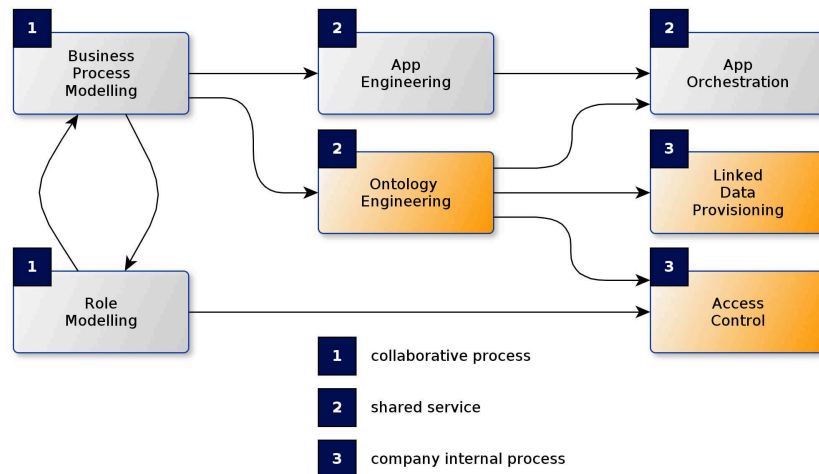 1
Business
Process
Modelling
2
App
Engineering
2
App
Orchestration
2
Ontology
Engineering
3
Linked
Data
Provisioning
1
Role
Modelling
3
Access
Control
1 collaborative process
2 shared service
3 company internal process